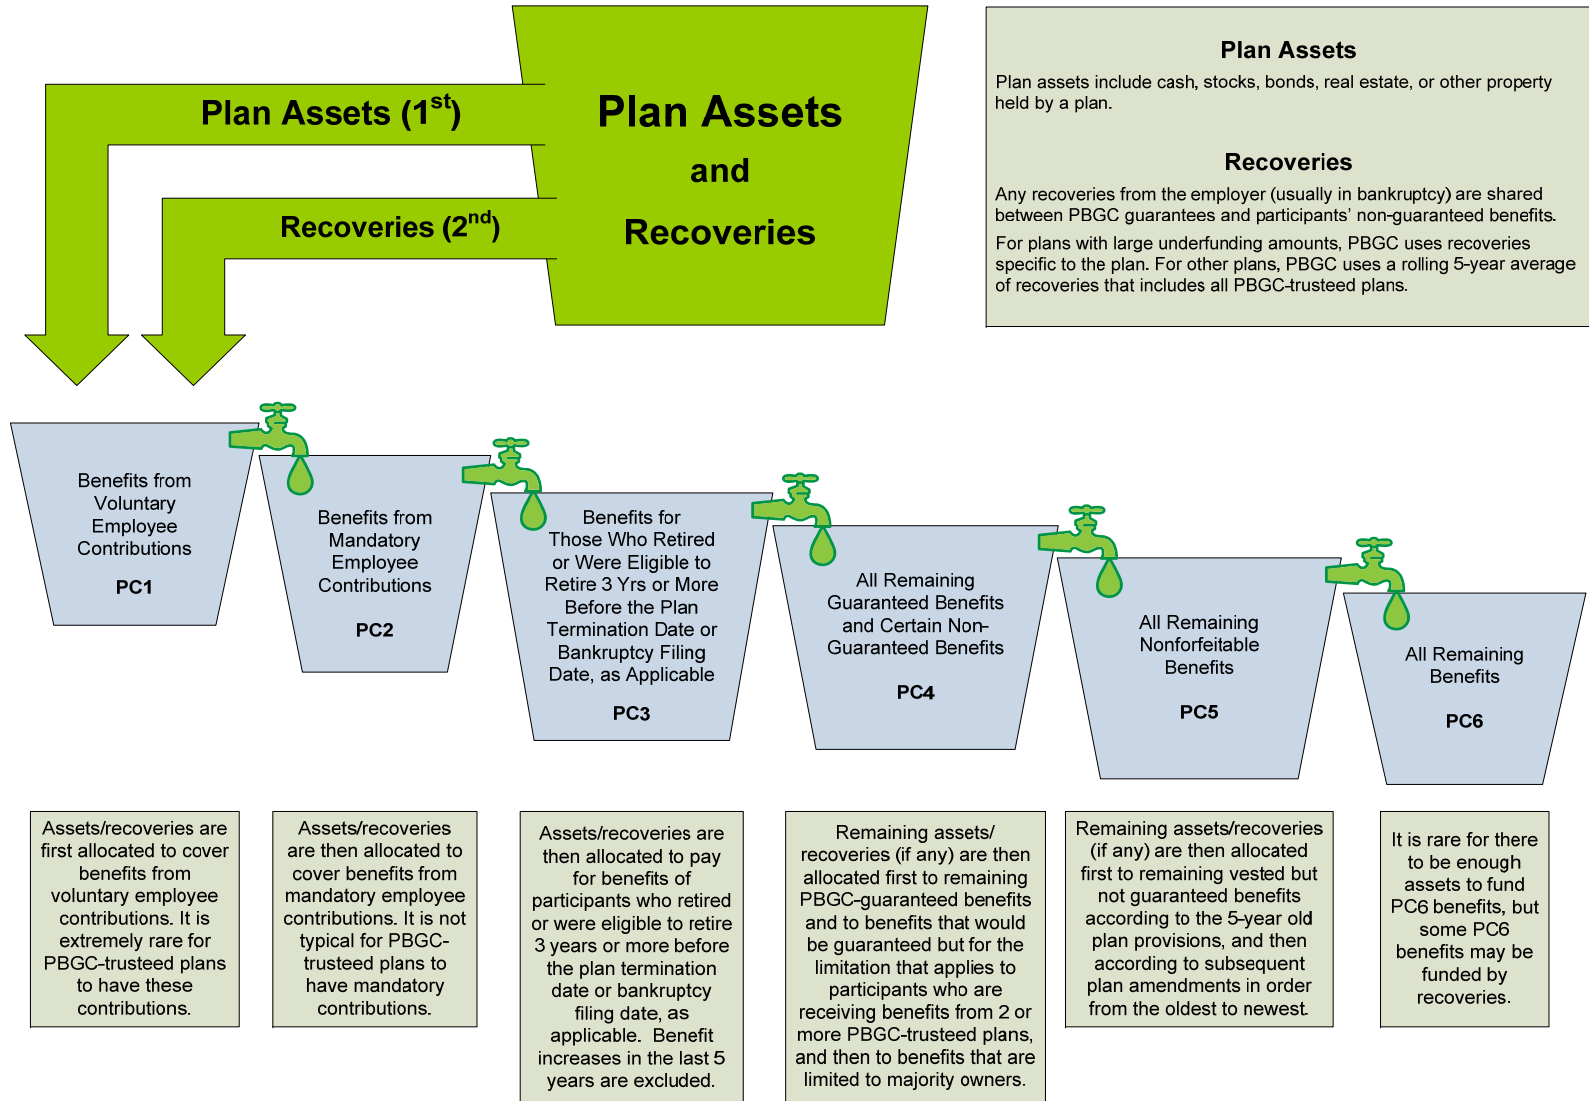 Plan Assets (1st)
Recoveries (2nd)
Plan Assets
and
Recoveries
Plan Assets
Plan assets include cash, stocks, bonds, real estate, or other property
held by a plan.
Recoveries
Any recoveries from the employer (usually in bankruptcy) are shared
between PBGC guarantees and participants' non-guaranteed benefits.
For plans with large underfunding amounts, PBGC uses recoveries
specific to the plan. For other plans, PBGC uses a rolling 5-year average
of recoveries that includes all PBGC-trusteed plans.
Benefits from
Voluntary
Employee
Contributions
PC1
Benefits from
Mandatory
Employee
Contributions
PC2
Benefits for
Those Who Retired
or Were Eligible to
Retire 3 Yrs or More
Before the Plan
Termination Date or
Bankruptcy Filing
Date, as Applicable
PC3
All Remaining
Guaranteed Benefits
and Certain Non-
Guaranteed Benefits
PC4
All Remaining
Nonforfeitable
Benefits
PC5
All Remaining
Benefits
PC6
Assets/recoveries are
first allocated to cover
benefits from
voluntary employee
contributions. It is
extremely rare for
PBGC-trusteed plans
to have these
contributions.
Assets/recoveries
are then allocated to
cover benefits from
mandatory employee
contributions. It is not
typical for PBGC-
trusteed plans to
have mandatory
contributions.
Assets/recoveries are
then allocated to pay
for benefits of
participants who retired
or were eligible to retire
3 years or more before
the plan termination
date or bankruptcy
filing date, as
applicable.  Benefit
increases in the last 5
years are excluded.
Remaining assets/
recoveries (if any) are then
allocated first to remaining
PBGC-guaranteed benefits
and to benefits that would
be guaranteed but for the
limitation that applies to
participants who are
receiving benefits from 2 or
more PBGC-trusteed plans,
and then to benefits that are
limited to majority owners.
Remaining assets/recoveries
(if any) are then allocated
first to remaining vested but
not guaranteed benefits
according to the 5-year old
plan provisions, and then
according to subsequent
plan amendments in order
from the oldest to newest.
It is rare for there
to be enough
assets to fund
PC6 benefits, but
some PC6
benefits may be
funded by
recoveries.